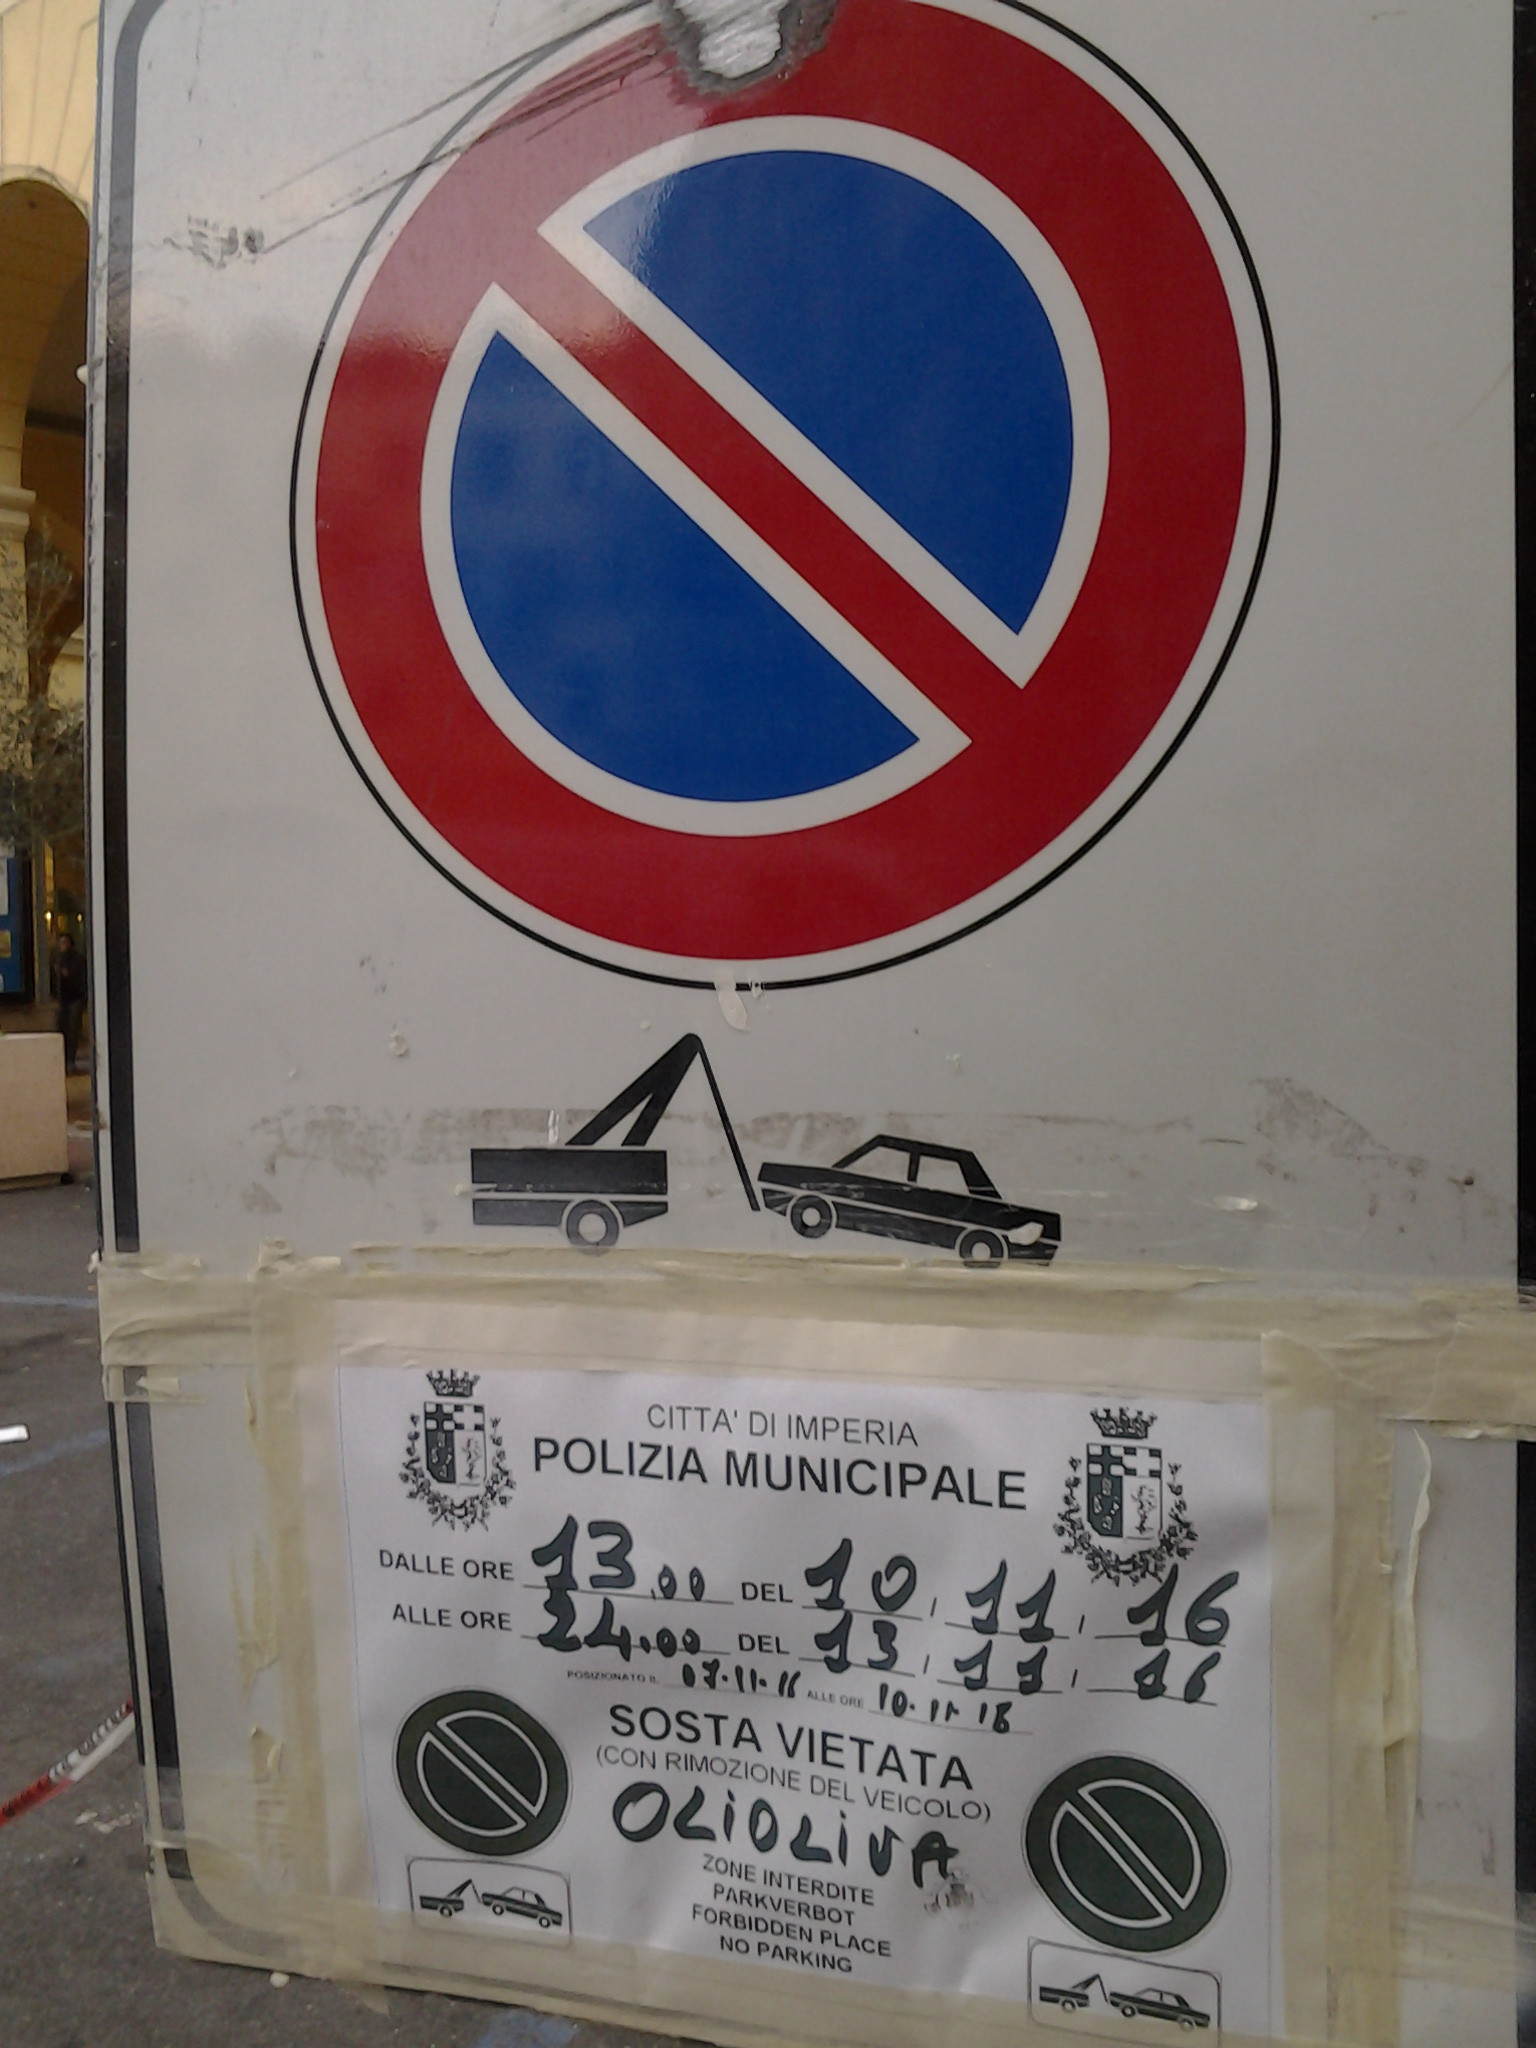 CITTA' DI IMPERIA
POLIZIA MUNICIPALE
DALLE ORE 13.00 DEL 10 / 11 / 16
ALLE ORE 24.00 DEL 13 / 11 / 16
POSIZIONATO IL 07.11.16 ALLE ORE 10.11.16
SOSTA VIETATA
(CON RIMOZIONE DEL VEICOLO)
OLIOLIVA
ZONE INTERDITE
PARKVERBOT
FORBIDDEN PLACE
NO PARKING